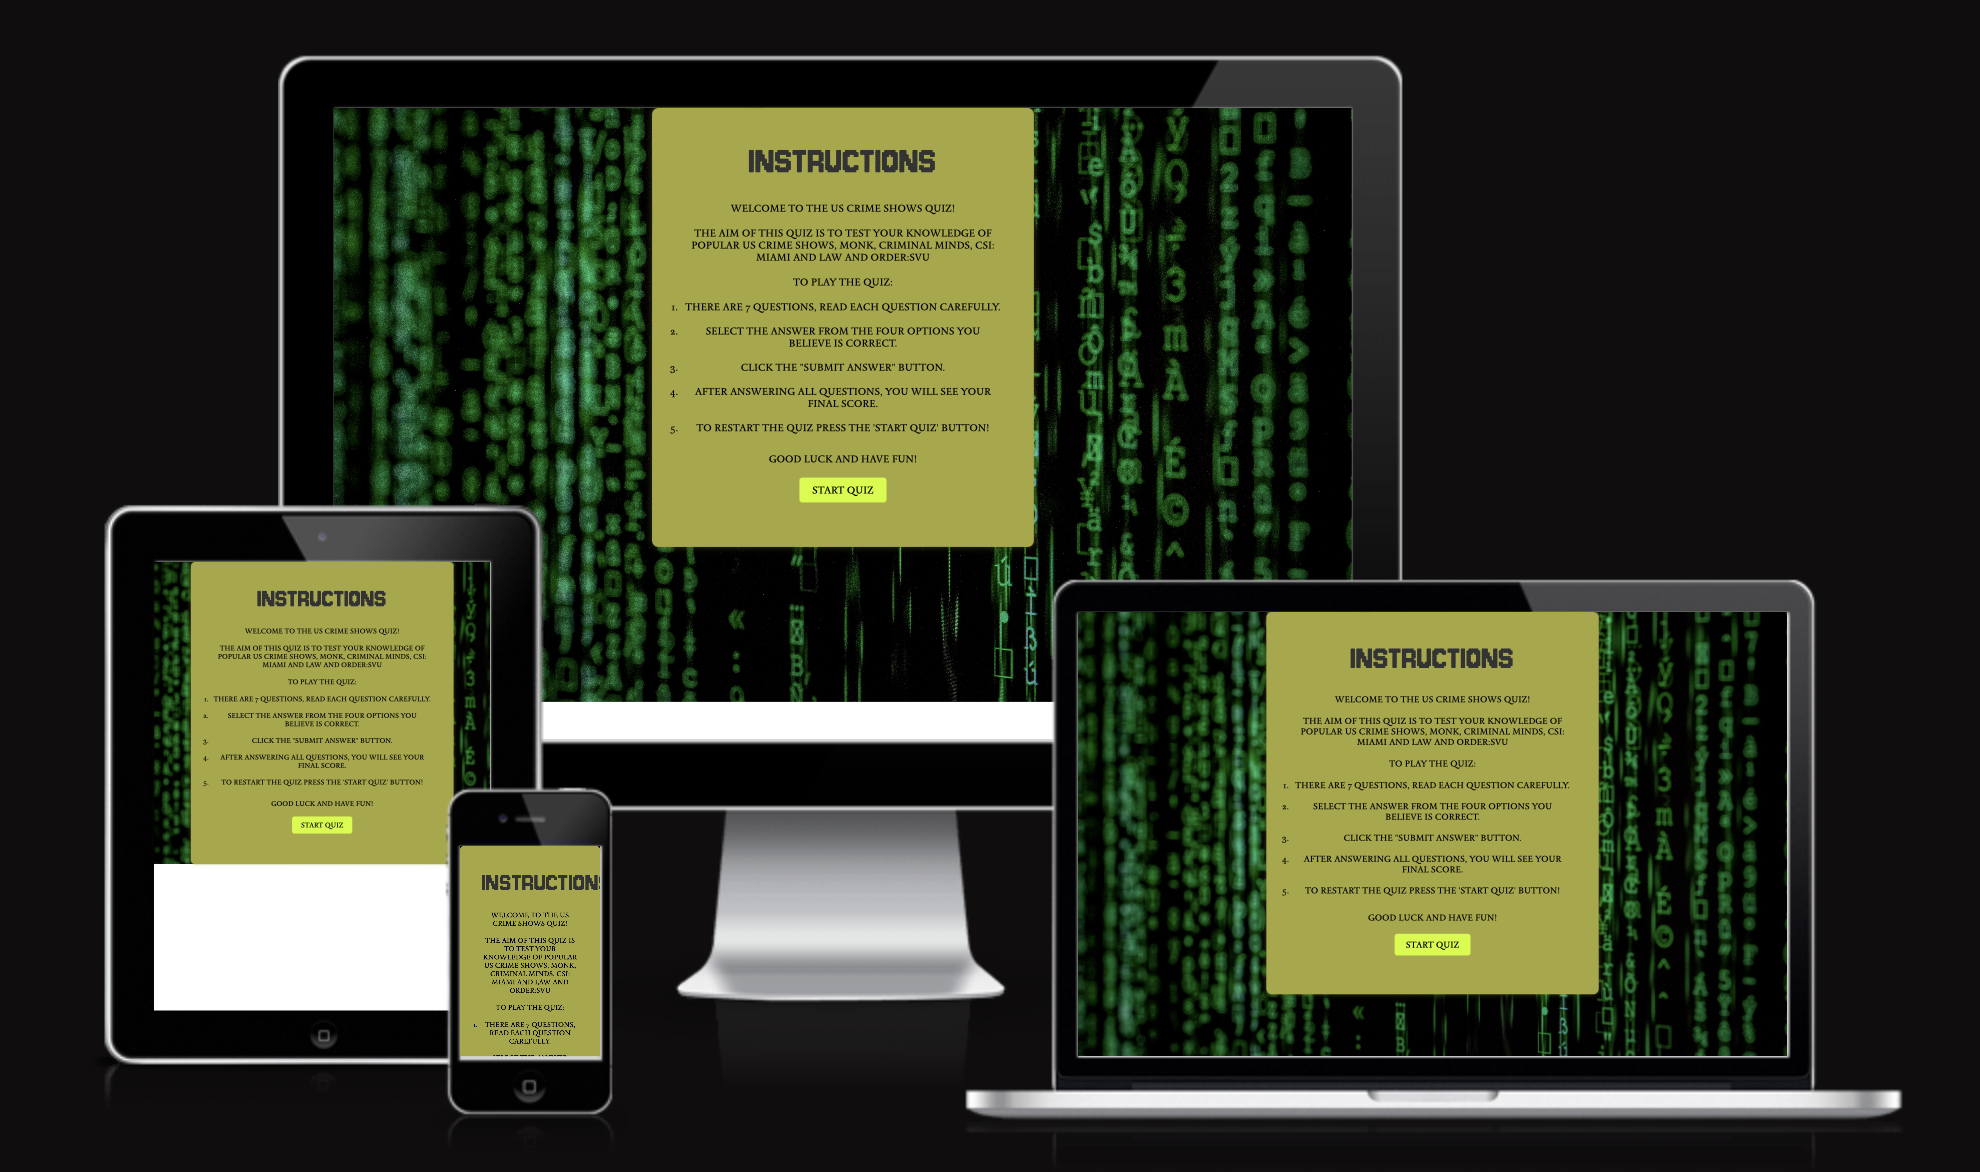 INSTRUCTIONS
WELCOME TO THE US CRIME SHOWS QUIZ!
THE AIM OF THIS QUIZ IS TO TEST YOUR KNOWLEDGE OF
POPULAR US CRIME SHOWS, MONK, CRIMINAL MINDS, CSI:
MIAMI AND LAW AND ORDER:SVU
TO PLAY THE QUIZ:
1. THERE ARE 7 QUESTIONS, READ EACH QUESTION CAREFULLY.
2. SELECT THE ANSWER FROM THE FOUR OPTIONS YOU
BELIEVE IS CORRECT.
3. CLICK THE "SUBMIT ANSWER" BUTTON.
4. AFTER ANSWERING ALL QUESTIONS, YOU WILL SEE YOUR
FINAL SCORE.
5. TO RESTART THE QUIZ PRESS THE 'START QUIZ' BUTTON!
GOOD LUCK AND HAVE FUN!
START QUIZ
INSTRUCTIONS
WELCOME TO THE US CRIME SHOWS QUIZ!
THE AIM OF THIS QUIZ IS TO TEST YOUR KNOWLEDGE OF
POPULAR US CRIME SHOWS, MONK, CRIMINAL MINDS, CSI:
MIAMI AND LAW AND ORDER:SVU
TO PLAY THE QUIZ:
1. THERE ARE 7 QUESTIONS, READ EACH QUESTION CAREFULLY.
2. SELECT THE ANSWER FROM THE FOUR OPTIONS YOU
BELIEVE IS CORRECT.
3. CLICK THE "SUBMIT ANSWER" BUTTON.
4. AFTER ANSWERING ALL QUESTIONS, YOU WILL SEE YOUR
FINAL SCORE.
5. TO RESTART THE QUIZ PRESS THE 'START QUIZ' BUTTON!
GOOD LUCK AND HAVE FUN!
START QUIZ
INSTRUCTIONS
WELCOME TO THE US
CRIME SHOWS QUIZ!
THE AIM OF THIS QUIZ IS
TO TEST YOUR
KNOWLEDGE OF POPULAR
US CRIME SHOWS, MONK,
CRIMINAL MINDS, CSI:
MIAMI AND LAW AND
ORDER:SVU
TO PLAY THE QUIZ:
1. THERE ARE 7 QUESTIONS,
READ EACH QUESTION
CAREFULLY.
INSTRUCTIONS
WELCOME TO THE US CRIME SHOWS QUIZ!
THE AIM OF THIS QUIZ IS TO TEST YOUR KNOWLEDGE OF
POPULAR US CRIME SHOWS, MONK, CRIMINAL MINDS, CSI:
MIAMI AND LAW AND ORDER:SVU
TO PLAY THE QUIZ:
1. THERE ARE 7 QUESTIONS, READ EACH QUESTION CAREFULLY.
2. SELECT THE ANSWER FROM THE FOUR OPTIONS YOU
BELIEVE IS CORRECT.
3. CLICK THE "SUBMIT ANSWER" BUTTON.
4. AFTER ANSWERING ALL QUESTIONS, YOU WILL SEE YOUR
FINAL SCORE.
5. TO RESTART THE QUIZ PRESS THE 'START QUIZ' BUTTON!
GOOD LUCK AND HAVE FUN!
START QUIZ